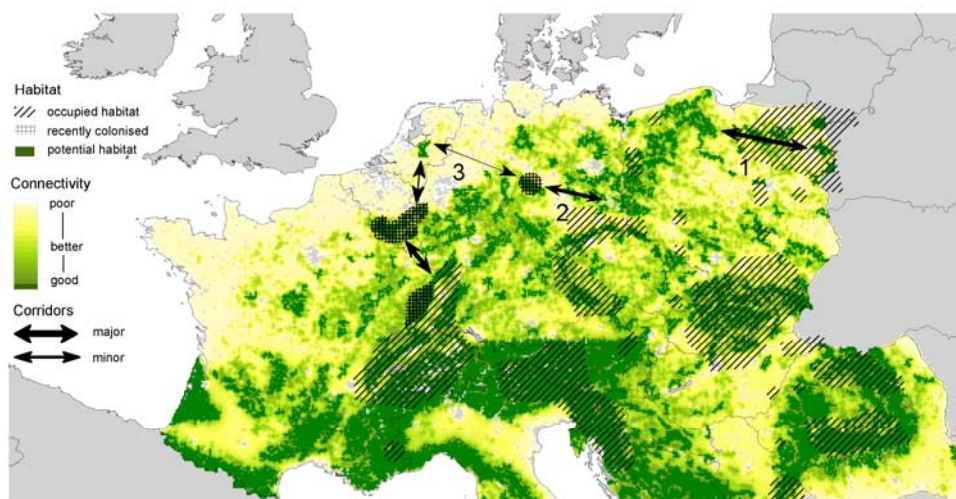 Habitat
occupied habitat
recently colonised
potential habitat
Connectivity
poor
better
good
Corridors
major
minor
1
2
3